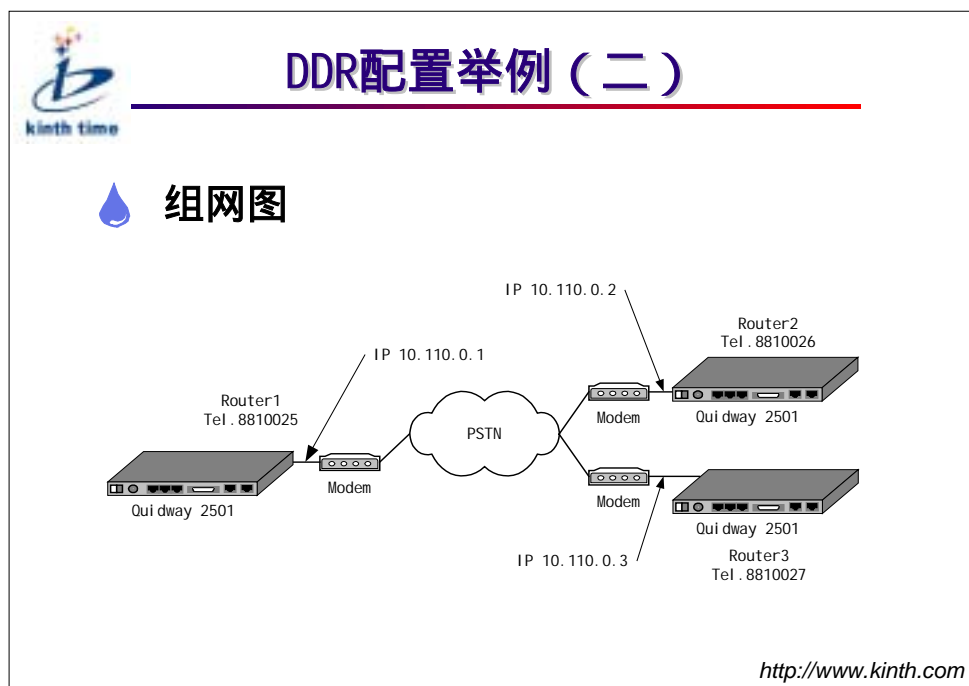 DDR配置举例（二）
kinth time
组网图
IP 10.110.0.2
Router2
Tel.8810026
IP 10.110.0.1
Router1
Tel.8810025
PSTN
Modem
Quidway 2501
Modem
Quidway 2501
Modem
Quidway 2501
IP 10.110.0.3
Router3
Tel.8810027
http://www.kinth.com